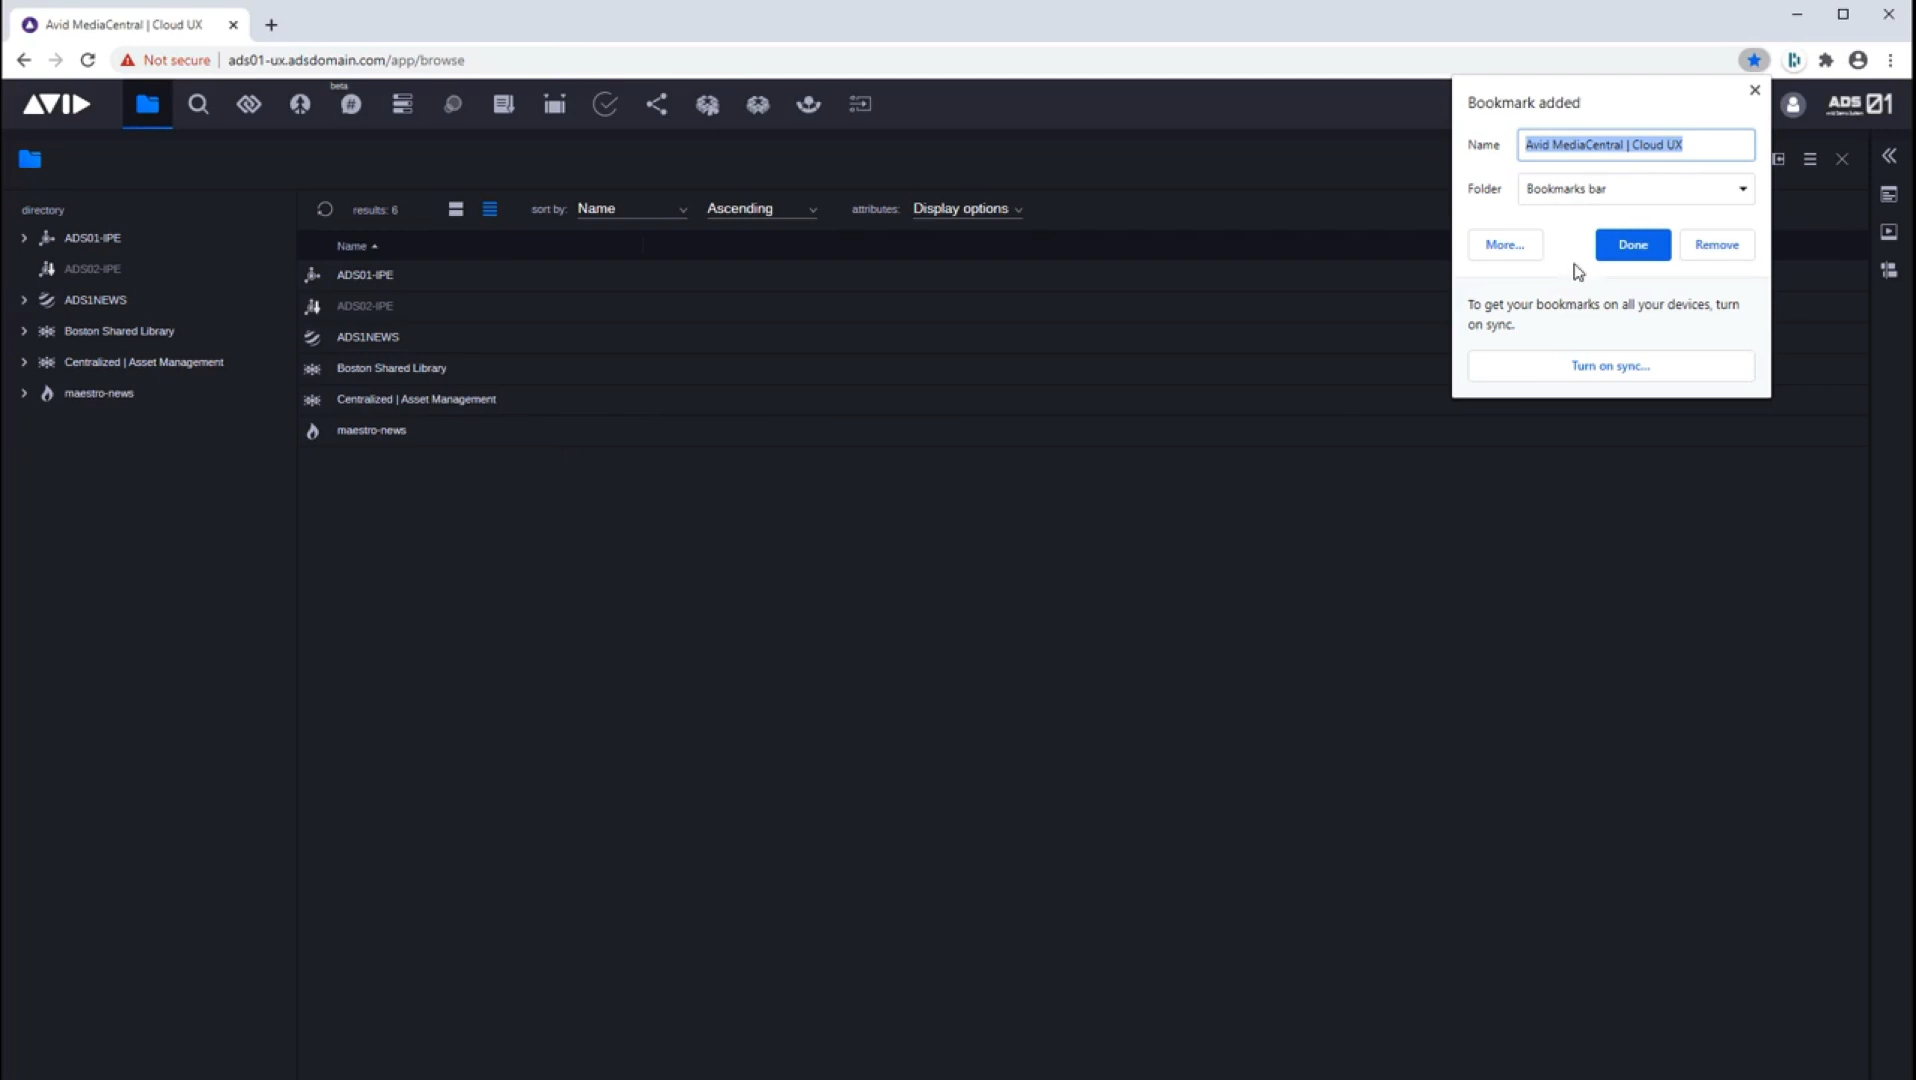 Avid MediaCentral | Cloud UX
Not secure
ads01-ux.adsdomain.com/app/browse
AVID
beta
ADS 01
Bookmark added
Name Avid MediaCentral | Cloud UX
Folder Bookmarks bar
More... Done Remove
To get your bookmarks on all your devices, turn
on sync.
Turn on sync...
directory
ADS01-IPE
ADS02-IPE
ADS1NEWS
Boston Shared Library
Centralized | Asset Management
maestro-news
results: 6 sort by: Name Ascending attributes: Display options
Name
ADS01-IPE
ADS02-IPE
ADS1NEWS
Boston Shared Library
Centralized | Asset Management
maestro-news